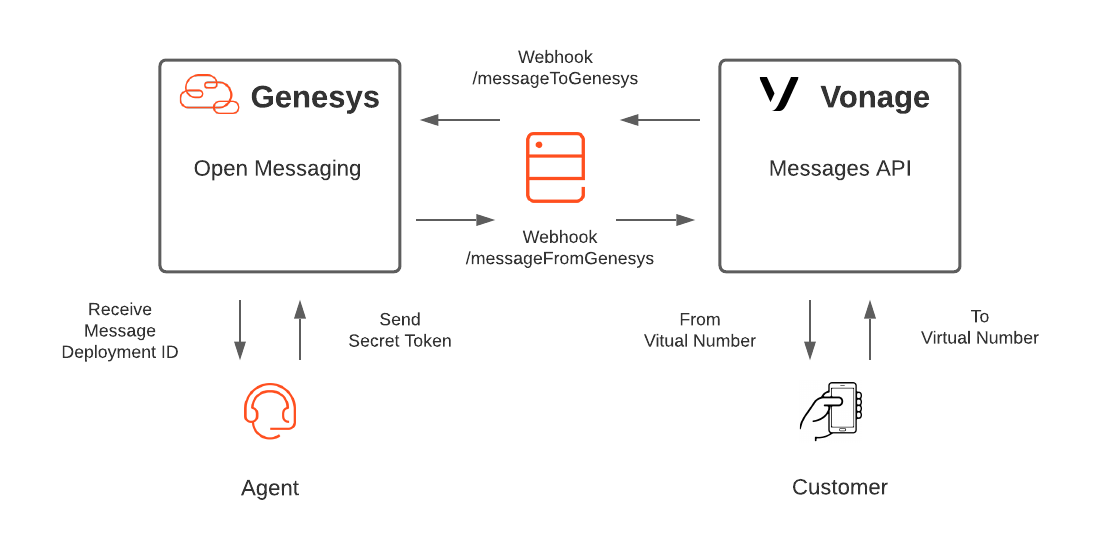 Webhook
/messageToGenesys
Genesys
Vonage
Open Messaging
Messages API
Webhook
/messageFromGenesys
Receive
Message
Deployment ID
Send
Secret Token
From
Vitual Number
To
Virtual Number
Agent
Customer